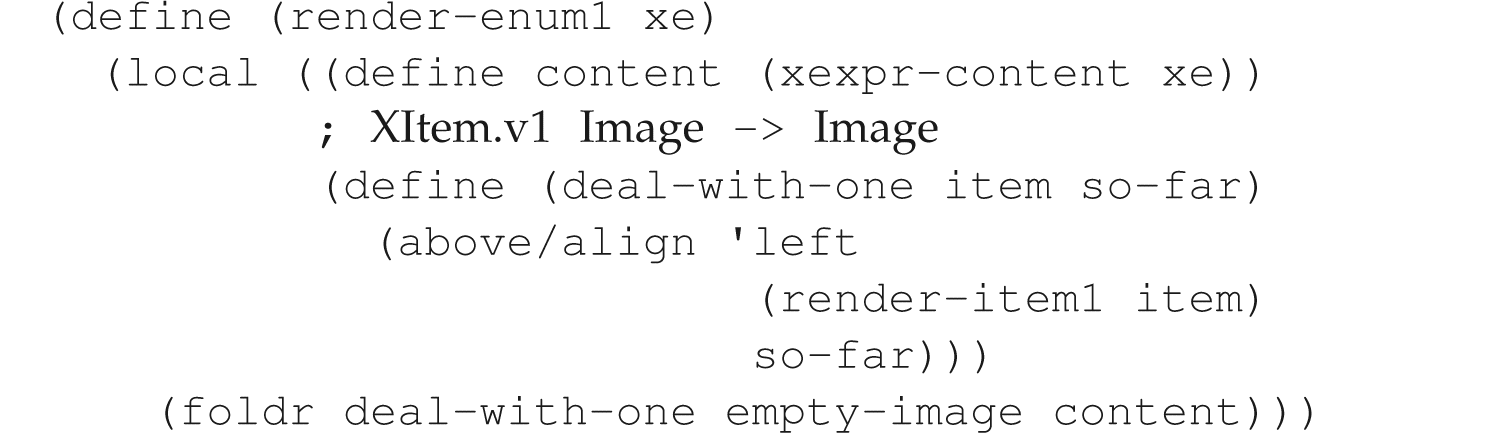 (define (render-enum1 xe)
(local ((define content (xexpr-content xe))
; XItem.v1 Image -> Image
(define (deal-with-one item so-far)
(above/align 'left
(render-item1 item)
so-far)))
(foldr deal-with-one empty-image content)))